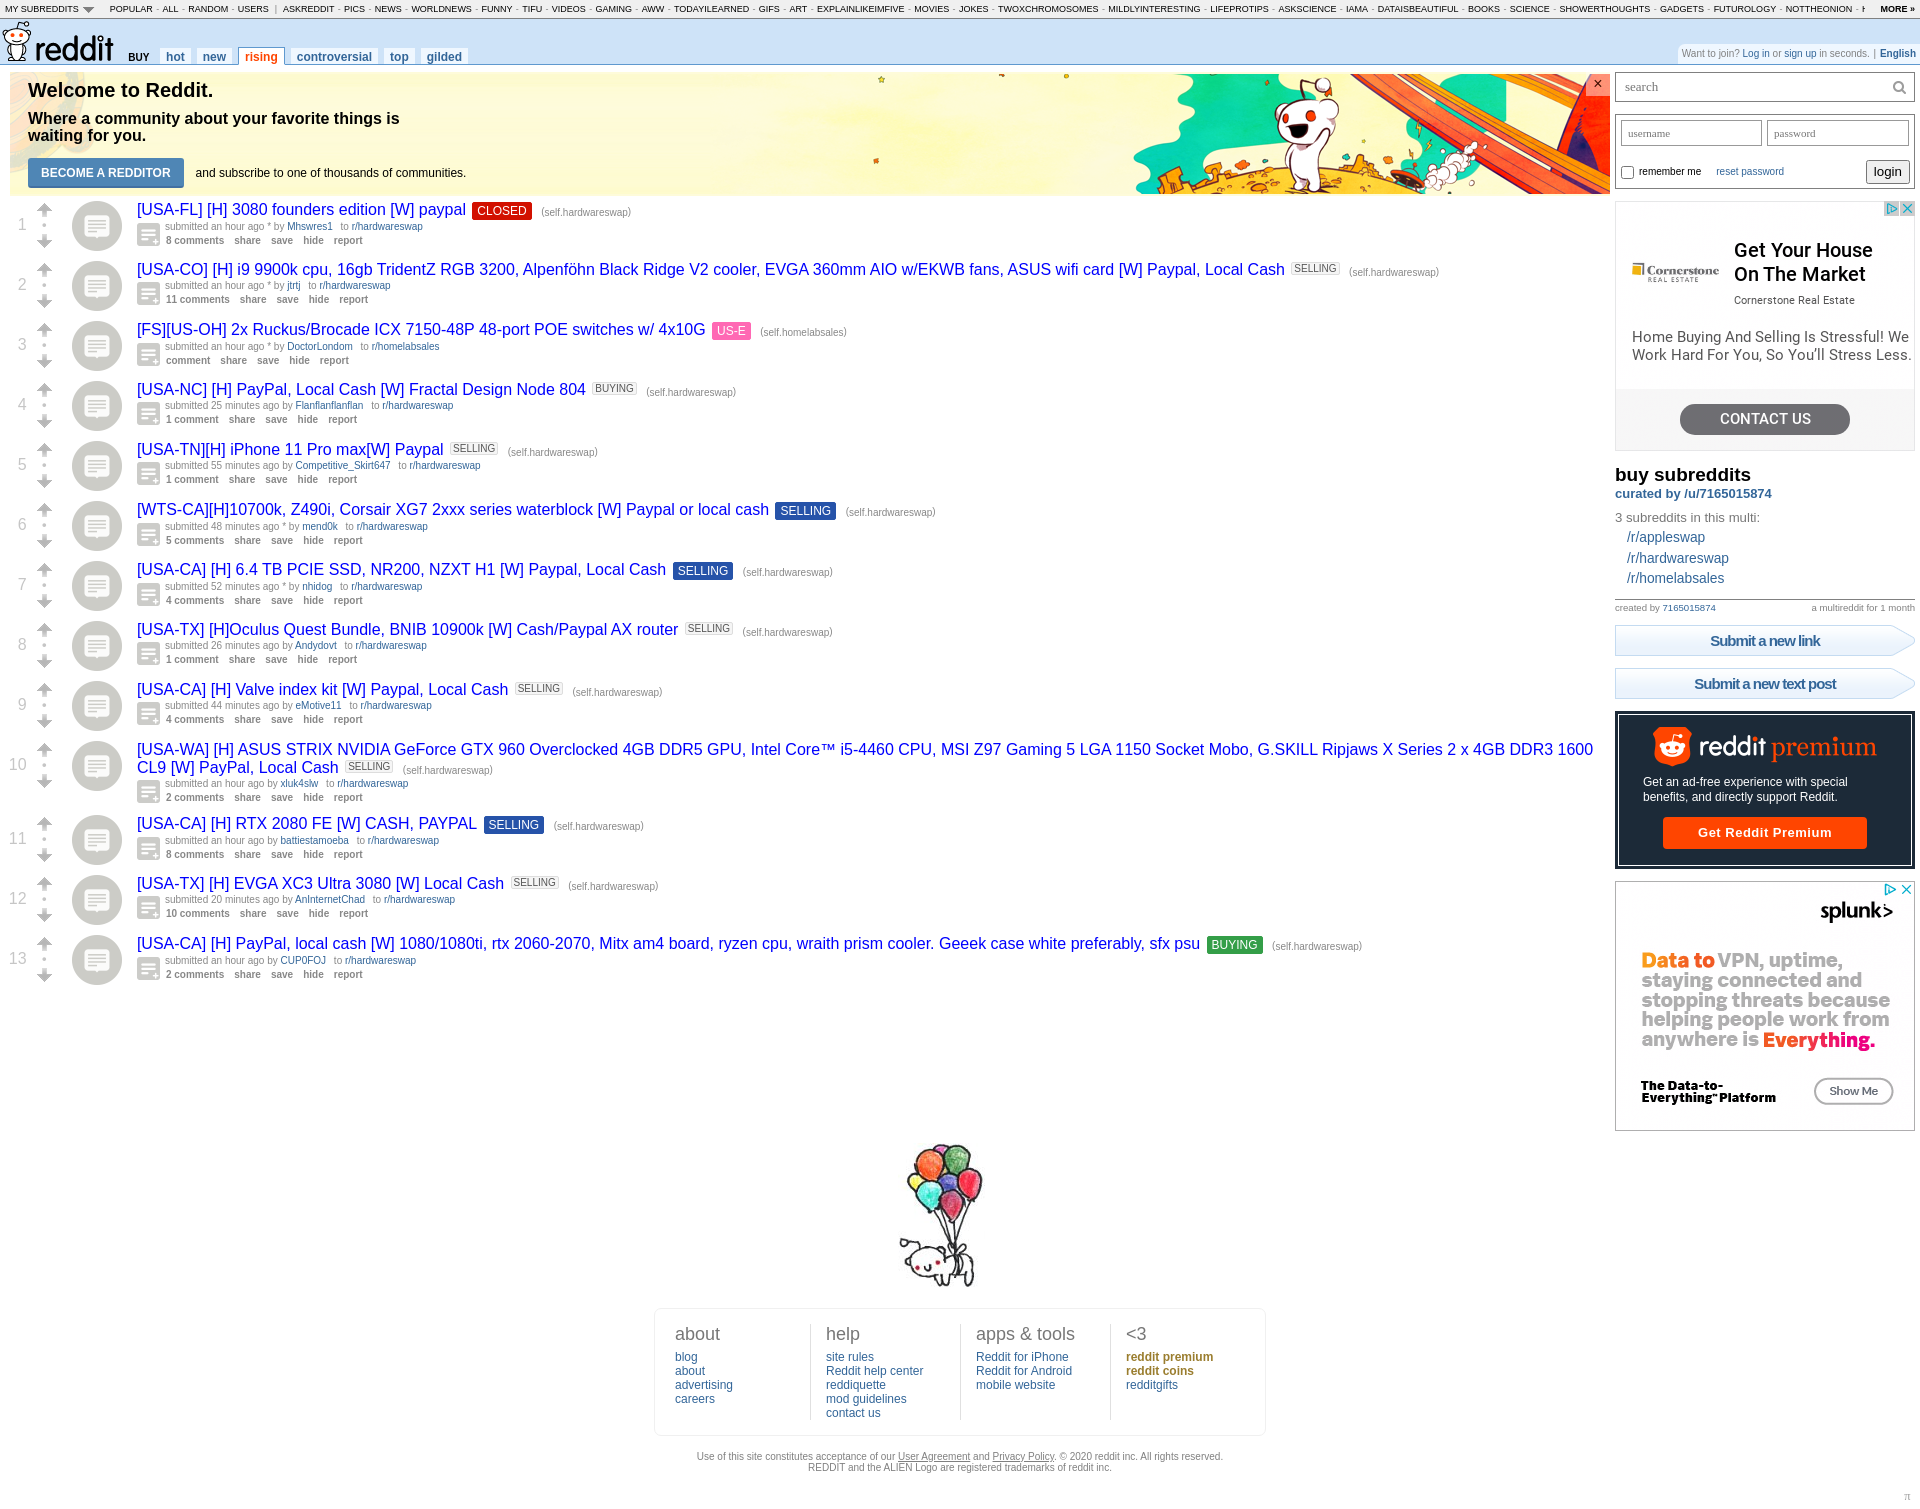 MY SUBREDDITS POPULAR - ALL - RANDOM - USERS | ASKREDDIT - PICS - NEWS - WORLDNEWS - FUNNY - TIFU - VIDEOS - GAMING - AWW - TODAYILEARNED - GIFS - ART - EXPLAINLIKEIMFIVE - MOVIES - JOKES - TWOXCHROMOSOMES - MILDLYINTERESTING - LIFEPROTIPS - ASKSCIENCE - IAMA - DATAISBEAUTIFUL - BOOKS - SCIENCE - SHOWERTHOUGHTS - GADGETS - FUTUROLOGY - NOTTHEONION - MORE »
reddit BUY hot new rising controversial top gilded
Want to join? Log in or sign up in seconds. | English
Welcome to Reddit.
Where a community about your favorite things is
waiting for you.
BECOME A REDDITOR and subscribe to one of thousands of communities.
×
1
[USA-FL] [H] 3080 founders edition [W] paypal CLOSED (self.hardwareswap)
submitted an hour ago * by Mhswres1 to r/hardwareswap
8 comments share save hide report
2
[USA-CO] [H] i9 9900k cpu, 16gb TridentZ RGB 3200, Alpenföhn Black Ridge V2 cooler, EVGA 360mm AIO w/EKWB fans, ASUS wifi card [W] Paypal, Local Cash SELLING (self.hardwareswap)
submitted an hour ago * by jtrtj to r/hardwareswap
11 comments share save hide report
3
[FS][US-OH] 2x Ruckus/Brocade ICX 7150-48P 48-port POE switches w/ 4x10G US-E (self.homelabsales)
submitted an hour ago * by DoctorLondom to r/homelabsales
comment share save hide report
4
[USA-NC] [H] PayPal, Local Cash [W] Fractal Design Node 804 BUYING (self.hardwareswap)
submitted 25 minutes ago by Flanflanflanflan to r/hardwareswap
1 comment share save hide report
5
[USA-TN][H] iPhone 11 Pro max[W] Paypal SELLING (self.hardwareswap)
submitted 55 minutes ago by Competitive_Skirt647 to r/hardwareswap
1 comment share save hide report
6
[WTS-CA][H]10700k, Z490i, Corsair XG7 2xxx series waterblock [W] Paypal or local cash SELLING (self.hardwareswap)
submitted 48 minutes ago * by mend0k to r/hardwareswap
5 comments share save hide report
7
[USA-CA] [H] 6.4 TB PCIE SSD, NR200, NZXT H1 [W] Paypal, Local Cash SELLING (self.hardwareswap)
submitted 52 minutes ago * by nhidog to r/hardwareswap
4 comments share save hide report
8
[USA-TX] [H]Oculus Quest Bundle, BNIB 10900k [W] Cash/Paypal AX router SELLING (self.hardwareswap)
submitted 26 minutes ago by Andydovt to r/hardwareswap
1 comment share save hide report
9
[USA-CA] [H] Valve index kit [W] Paypal, Local Cash SELLING (self.hardwareswap)
submitted 44 minutes ago by eMotive11 to r/hardwareswap
4 comments share save hide report
10
[USA-WA] [H] ASUS STRIX NVIDIA GeForce GTX 960 Overclocked 4GB DDR5 GPU, Intel Core™ i5-4460 CPU, MSI Z97 Gaming 5 LGA 1150 Socket Mobo, G.SKILL Ripjaws X Series 2 x 4GB DDR3 1600
CL9 [W] PayPal, Local Cash SELLING (self.hardwareswap)
submitted an hour ago by xluk4slw to r/hardwareswap
2 comments share save hide report
11
[USA-CA] [H] RTX 2080 FE [W] CASH, PAYPAL SELLING (self.hardwareswap)
submitted an hour ago by battiestamoeba to r/hardwareswap
8 comments share save hide report
12
[USA-TX] [H] EVGA XC3 Ultra 3080 [W] Local Cash SELLING (self.hardwareswap)
submitted 20 minutes ago by AnInternetChad to r/hardwareswap
10 comments share save hide report
13
[USA-CA] [H] PayPal, local cash [W] 1080/1080ti, rtx 2060-2070, Mitx am4 board, ryzen cpu, wraith prism cooler. Geeek case white preferably, sfx psu BUYING (self.hardwareswap)
submitted an hour ago by CUP0FOJ to r/hardwareswap
2 comments share save hide report
search
username password
remember me reset password login
Cornerstone
REAL ESTATE
Get Your House
On The Market
Cornerstone Real Estate
Home Buying And Selling Is Stressful! We
Work Hard For You, So You'll Stress Less.
CONTACT US
buy subreddits
curated by /u/7165015874
3 subreddits in this multi:
/r/appleswap
/r/hardwareswap
/r/homelabsales
created by 7165015874 a multireddit for 1 month
Submit a new link
Submit a new text post
reddit premium
Get an ad-free experience with special
benefits, and directly support Reddit.
Get Reddit Premium
splunk>
Data to VPN, uptime,
staying connected and
stopping threats because
helping people work from
anywhere is Everything.
The Data-to-
Everything™ Platform
Show Me
about
blog
about
advertising
careers
help
site rules
Reddit help center
reddiquette
mod guidelines
contact us
apps & tools
Reddit for iPhone
Reddit for Android
mobile website
<3
reddit premium
reddit coins
redditgifts
Use of this site constitutes acceptance of our User Agreement and Privacy Policy. © 2020 reddit inc. All rights reserved.
REDDIT and the ALIEN Logo are registered trademarks of reddit inc.
π